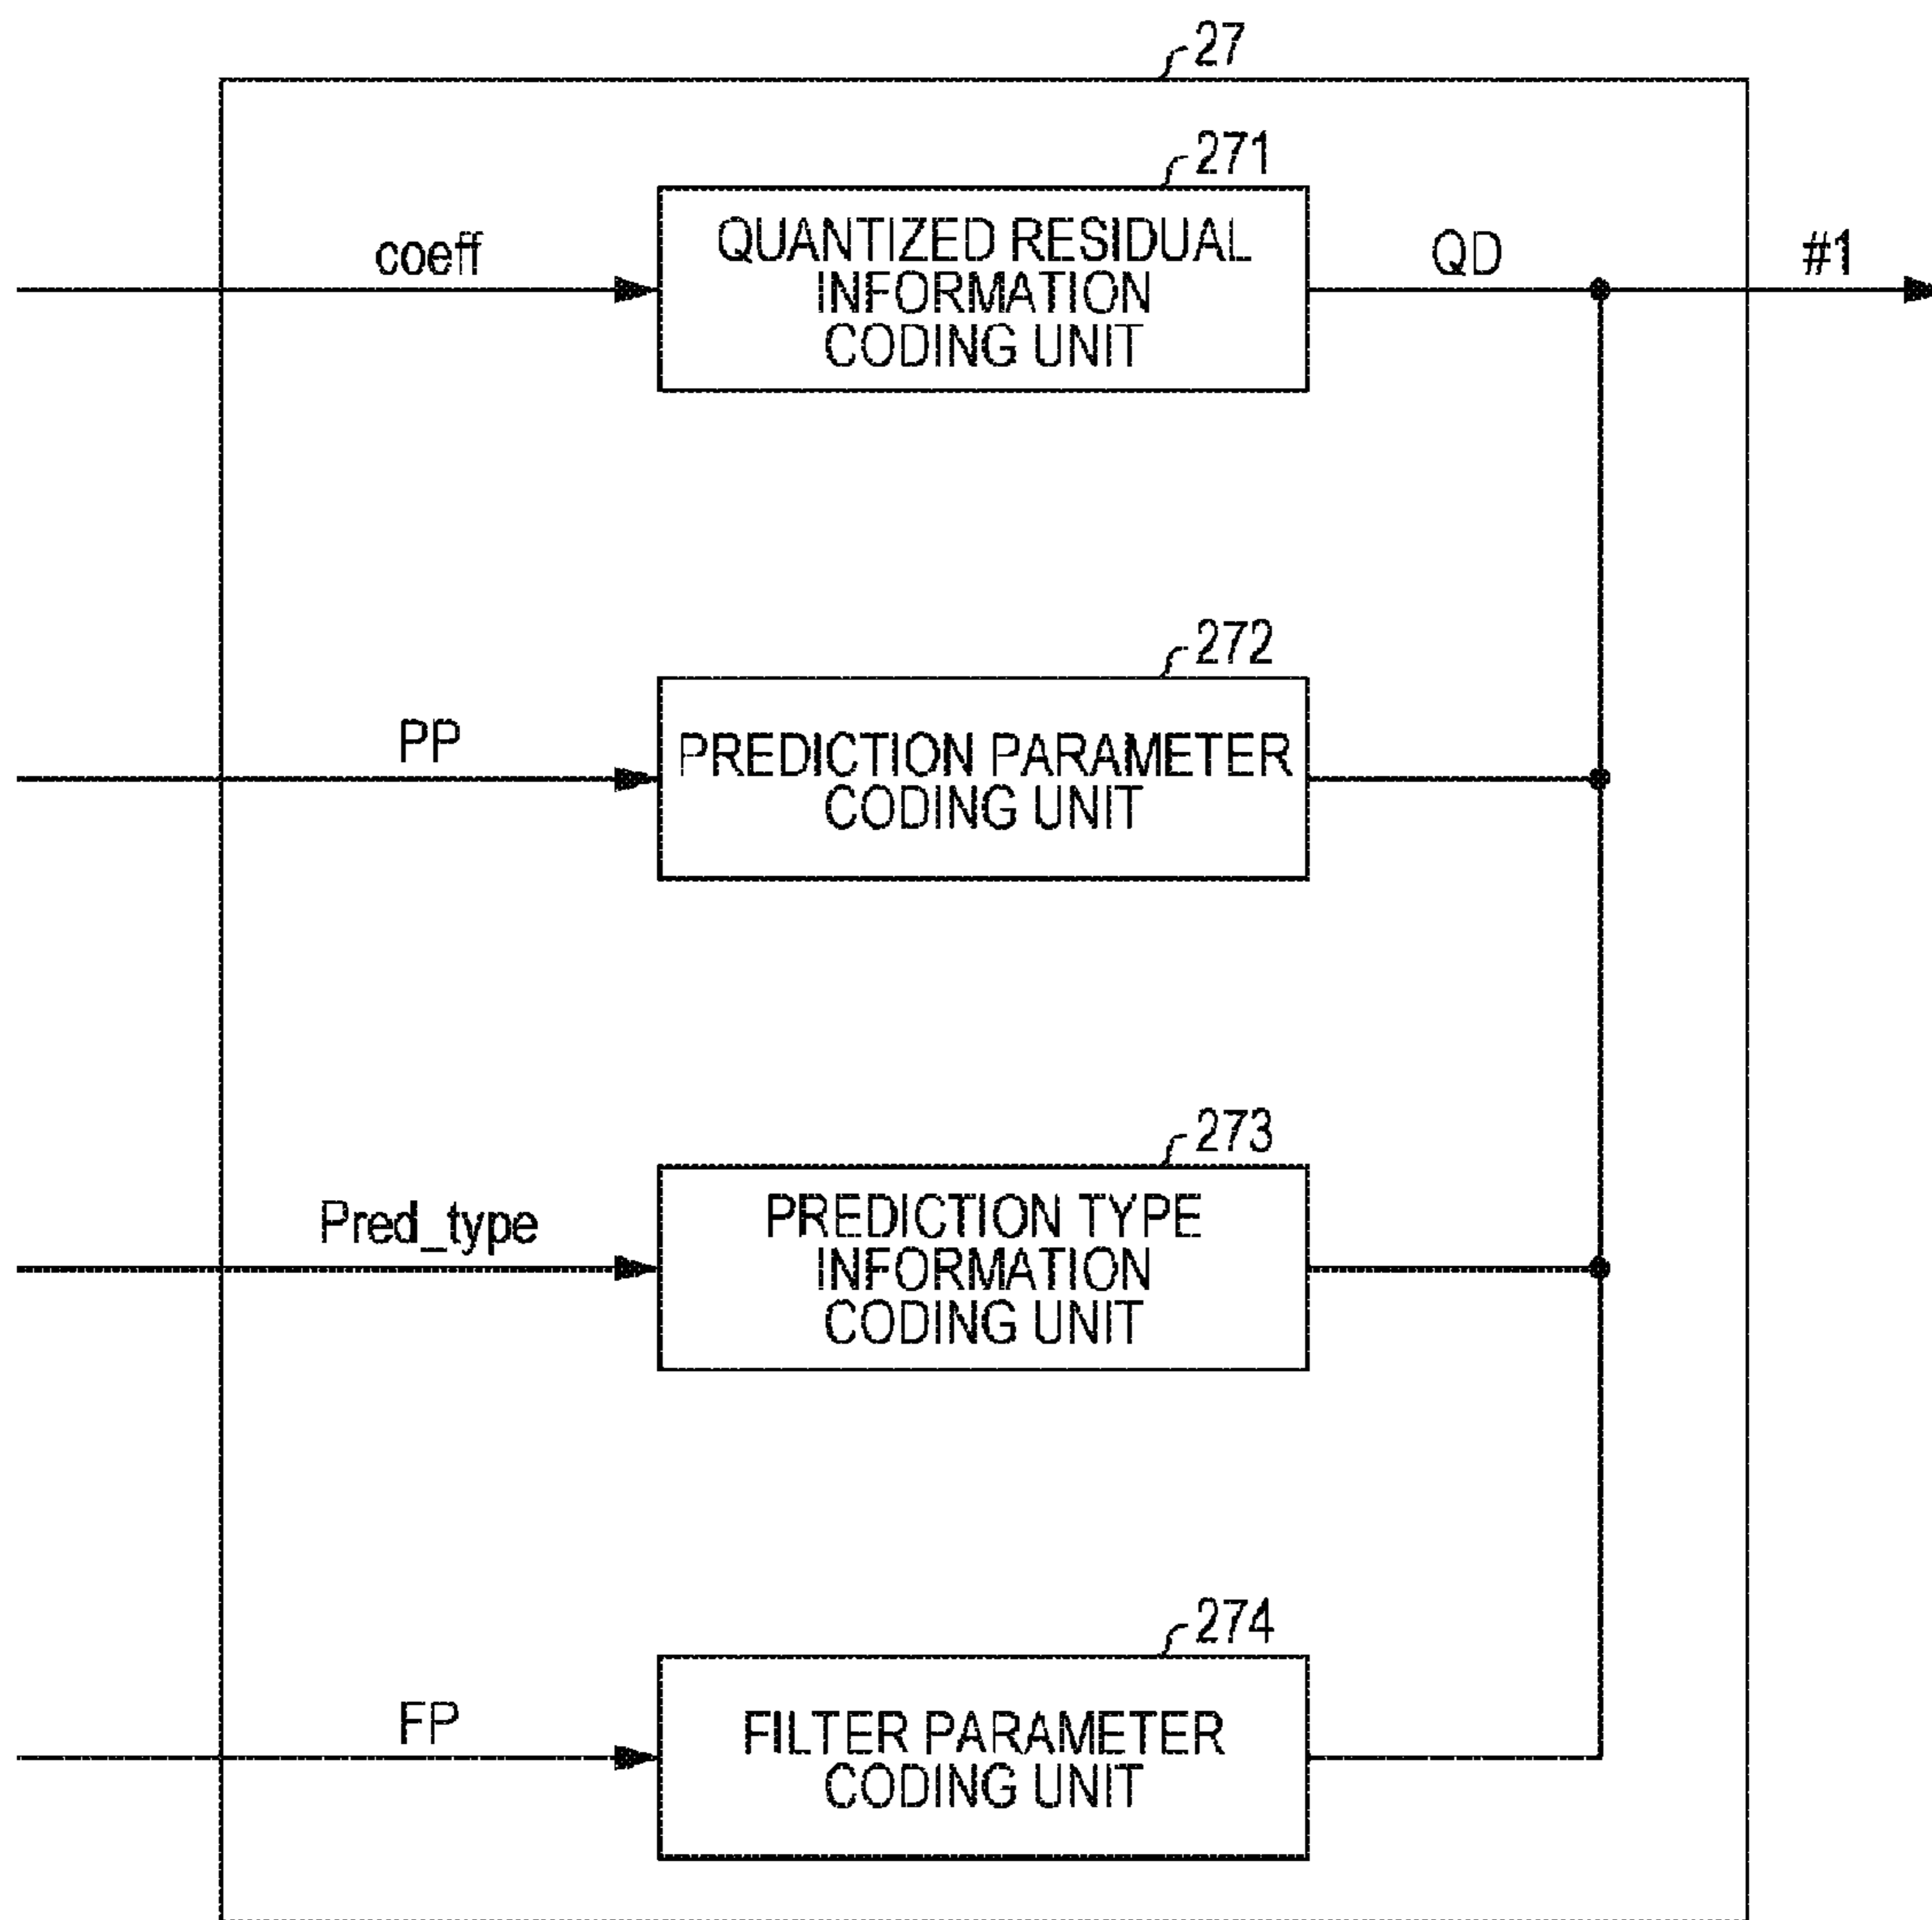 27
271
coeff
QUANTIZED RESIDUAL
INFORMATION
CODING UNIT
QD
#1
272
PP
PREDICTION PARAMETER
CODING UNIT
273
Pred_type
PREDICTION TYPE
INFORMATION
CODING UNIT
274
FP
FILTER PARAMETER
CODING UNIT